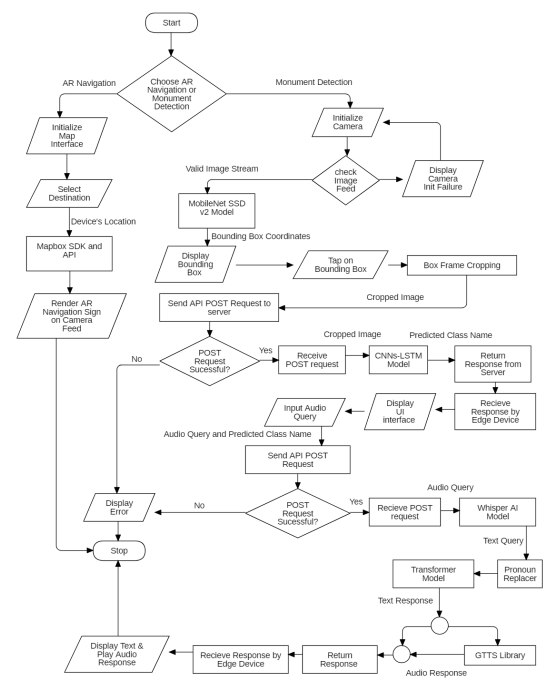 Start
AR Navigation
Choose AR
Navigation or
Monument
Detection
Monument Detection
Initialize
Map
Interface
Initialize
Camera
Valid Image Stream
check
Image
Feed
Display
Camera
Init Failure
Select
Destination
MobileNet SSD
v2 Model
Device's Location
Bounding Box Coordinates
Mapbox SDK and
API
Display
Bounding
Box
Tap on
Bounding Box
Box Frame Cropping
Cropped Image
Render AR
Navigation Sign
on Camera
Feed
Send API POST Request to
server
No
POST
Request
Sucessful?
Yes
Cropped Image
Predicted Class Name
Receive
POST request
CNNs-LSTM
Model
Return
Response from
Server
Input Audio
Query
Display
UI
interface
Recieve
Response by
Edge Device
Audio Query and Predicted Class Name
Send API POST
Request
Audio Query
Display
Error
No
POST
Request
Sucessful?
Yes
Recieve POST
request
Whisper AI
Model
Text Query
Stop
Transformer
Model
Pronoun
Replacer
Text Response
Display Text &
Play Audio
Response
Recieve Response by
Edge Device
Return
Response
GTTS Library
Audio Response